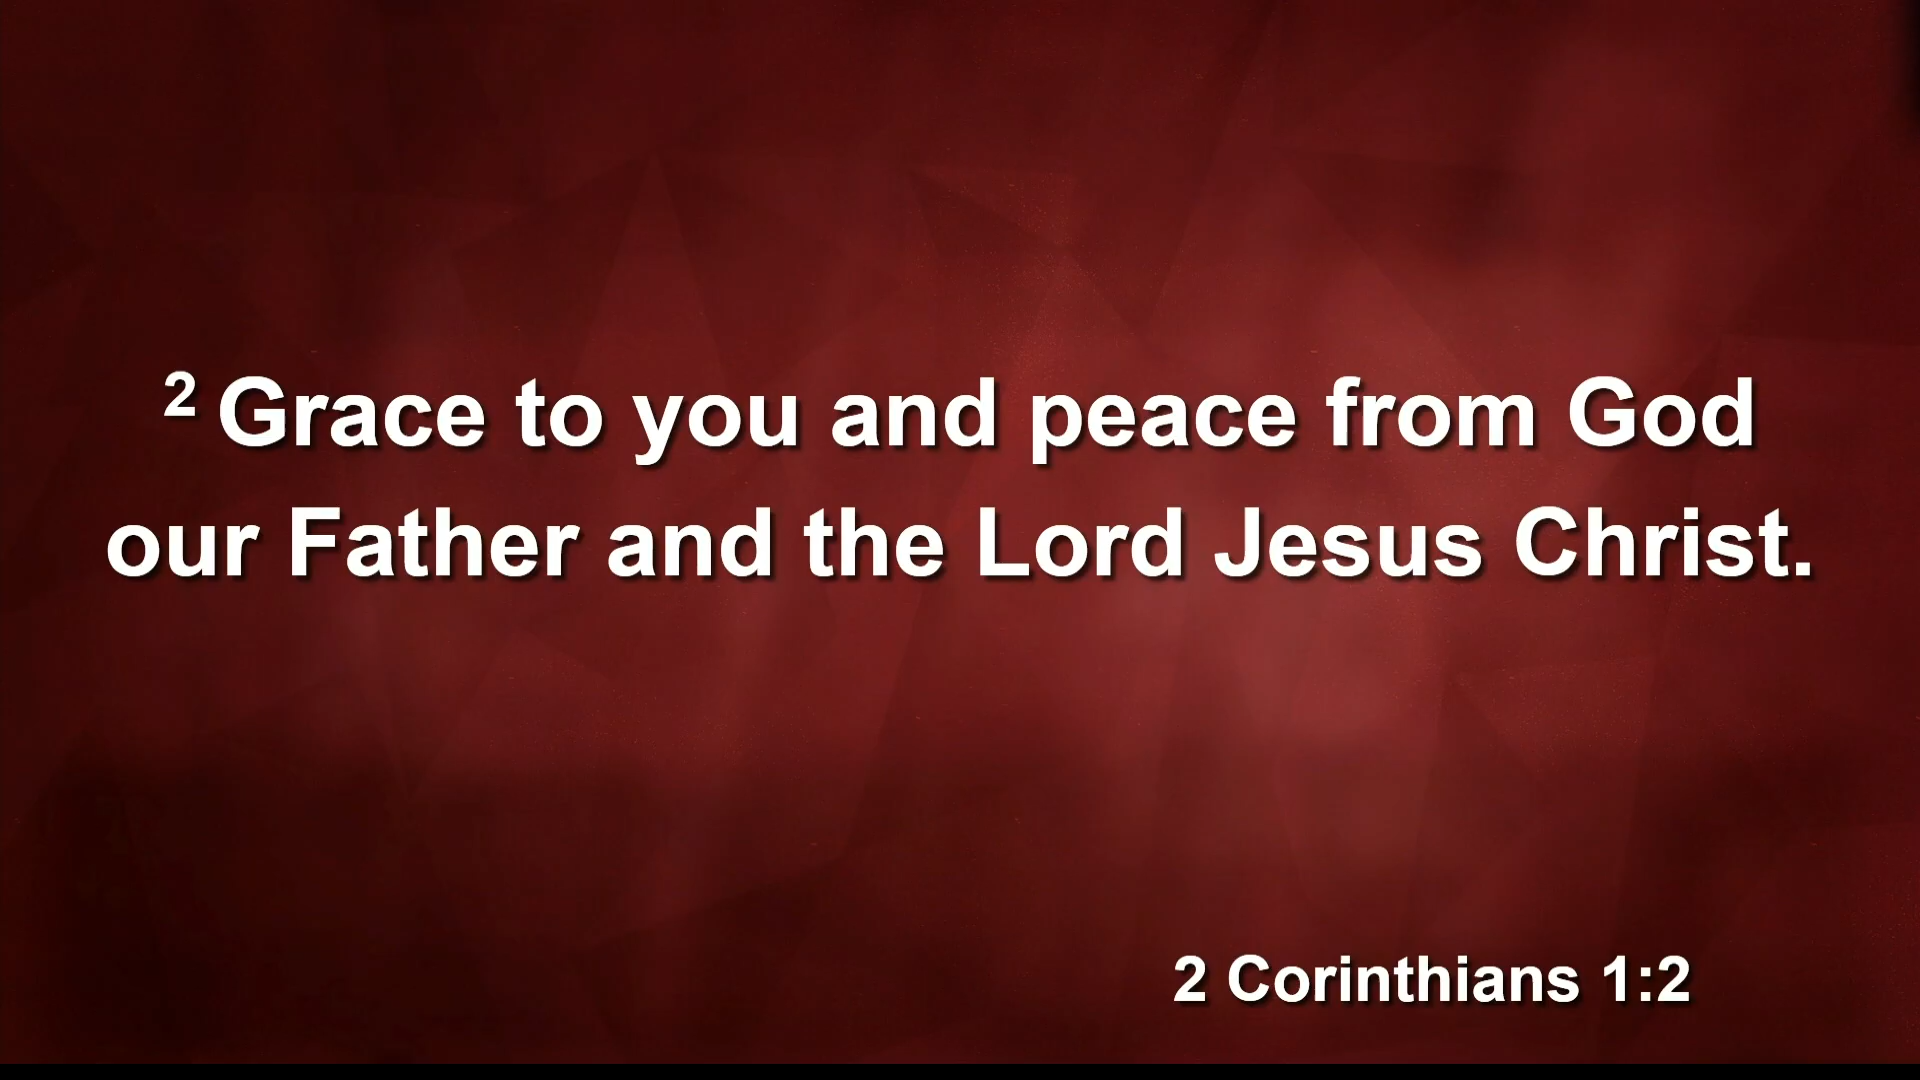 2 Grace to you and peace from God
our Father and the Lord Jesus Christ.
2 Corinthians 1:2